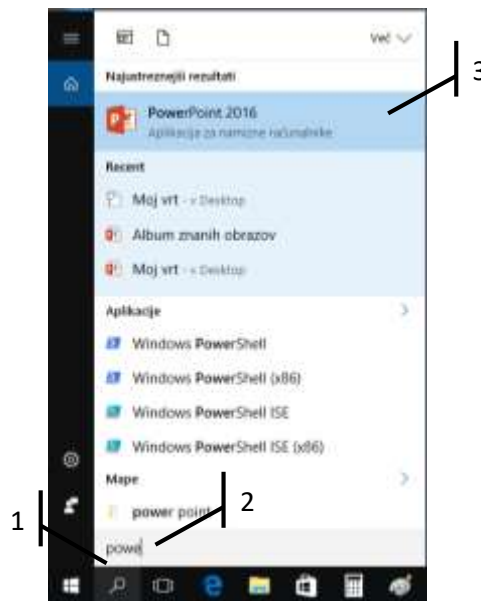 Več
Najustreznejši rezultati
PowerPoint 2016
Aplikacija za namizne računalnike
Recent
Moj vrt - v Desktop
Album znanih obrazov
Moj vrt - v Desktop
Aplikacije
Windows PowerShell
Windows PowerShell (x86)
Windows PowerShell ISE
Windows PowerShell ISE (x86)
Mape
power point
powe
1
2
3